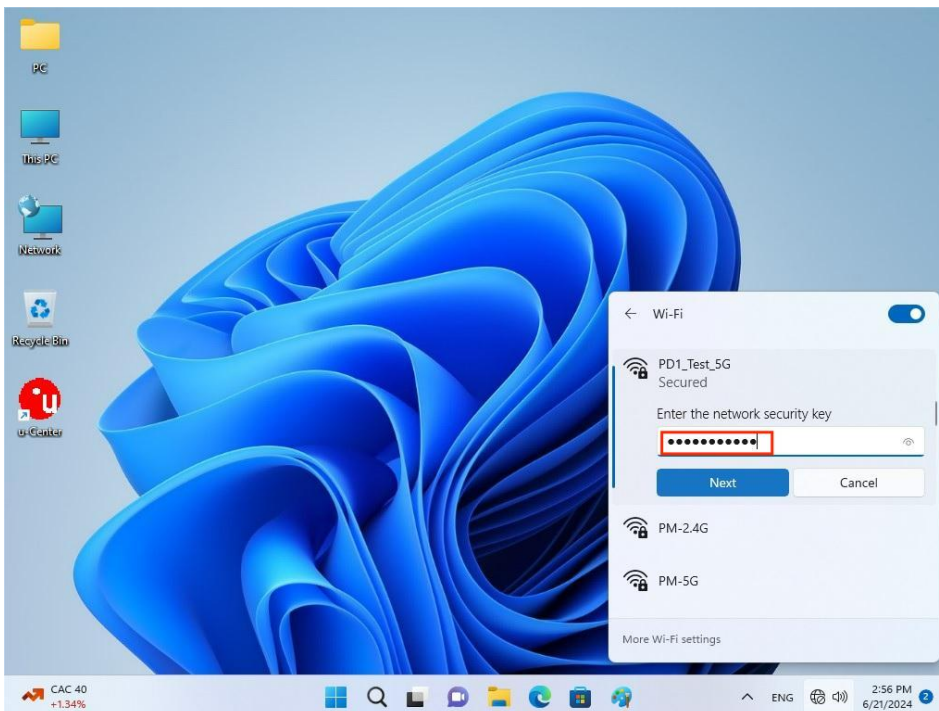 PC
This PC
Network
Recycle Bin
u
u-Center
Wi-Fi
PD1_Test_5G
Secured
Enter the network security key
●●●●●●●●●●●
Next
Cancel
PM-2.4G
PM-5G
More Wi-Fi settings
CAC 40
+1.34%
ENG
2:56 PM
6/21/2024
2